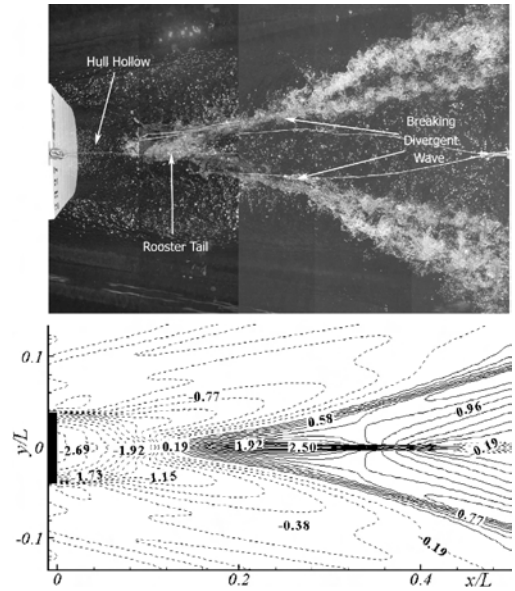 Hull Hollow
Breaking
Divergent
Wave
Rooster Tail
0.1
-0.77
0.58
0.96
y/L
0
-2.69
-1.92
0.19
1.92
2.50
-0.19
-1.73
-1.15
0.77
-0.38
-0.1
-0.19
0
0.2
0.4
x/L